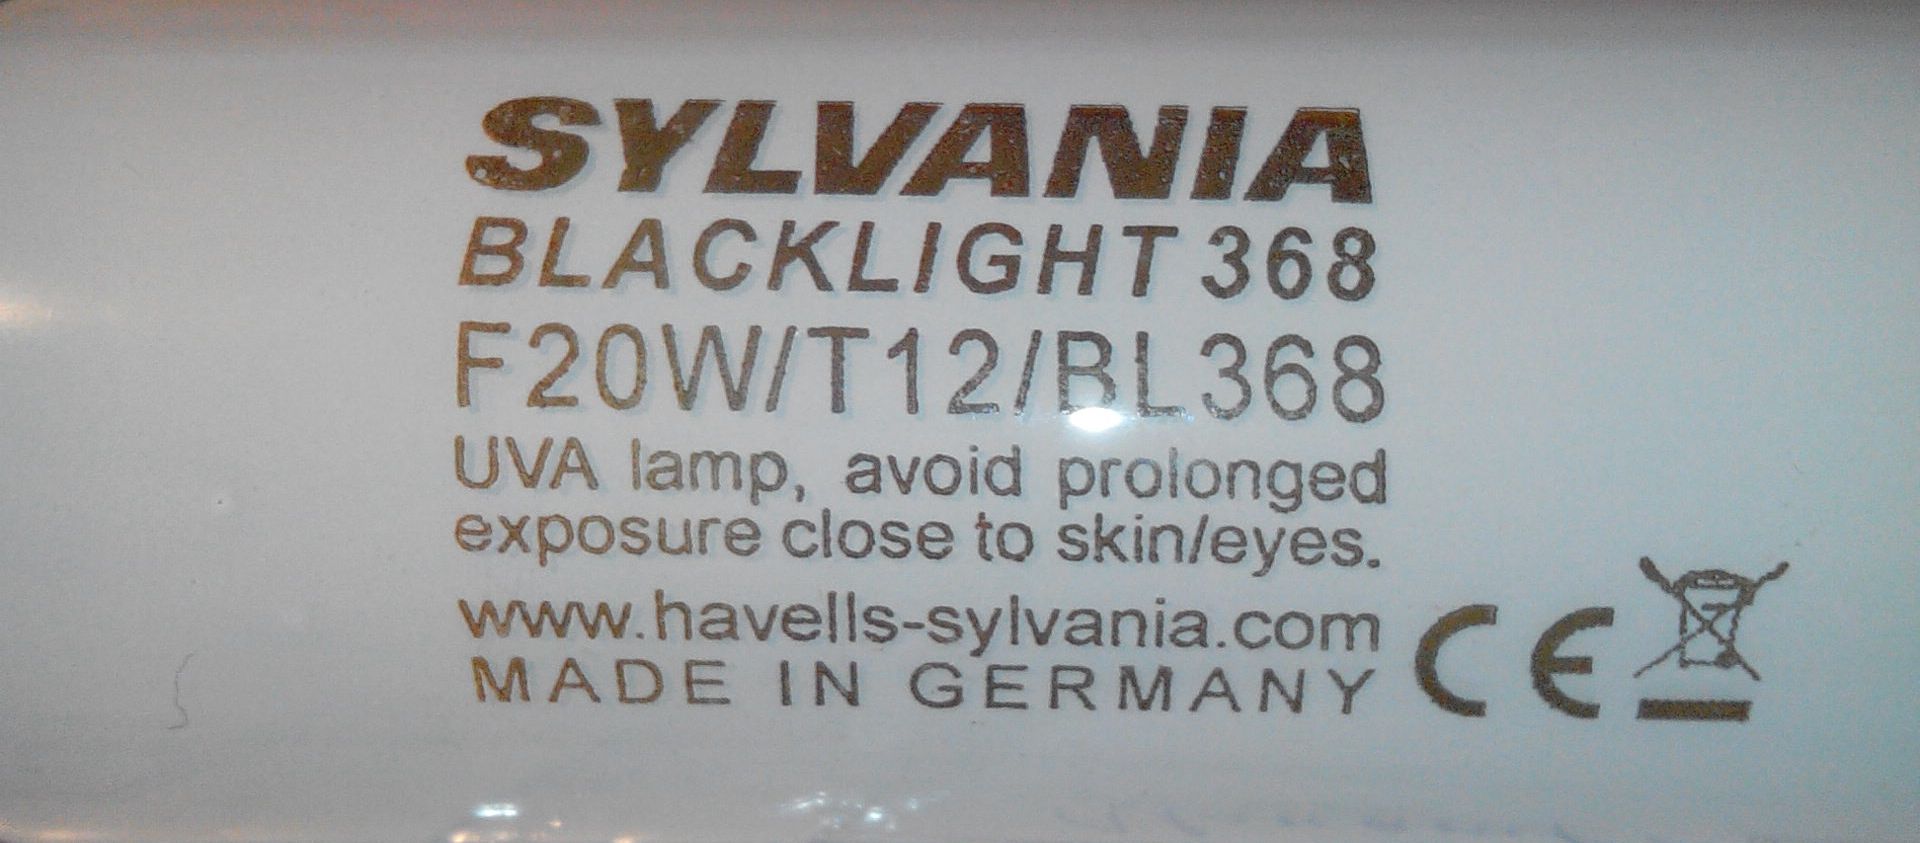 SYLVANIA
BLACKLIGHT 368
F20W/T12/BL368
UVA lamp, avoid prolonged
exposure close to skin/eyes.
www.havells-sylvania.com
MADE IN GERMANY CE